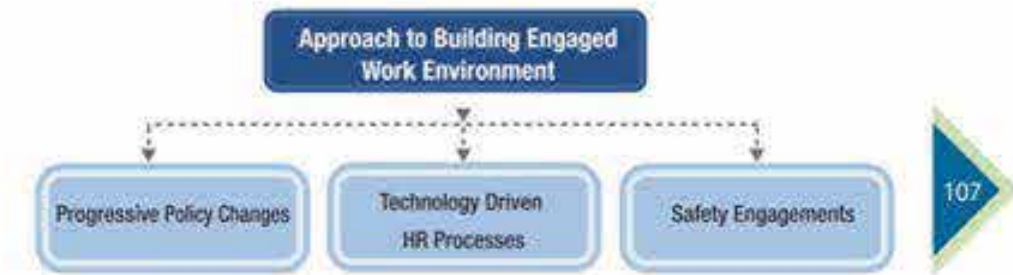 Approach to Building Engaged
Work Environment
Progressive Policy Changes
Technology Driven
HR Processes
Safety Engagements
107